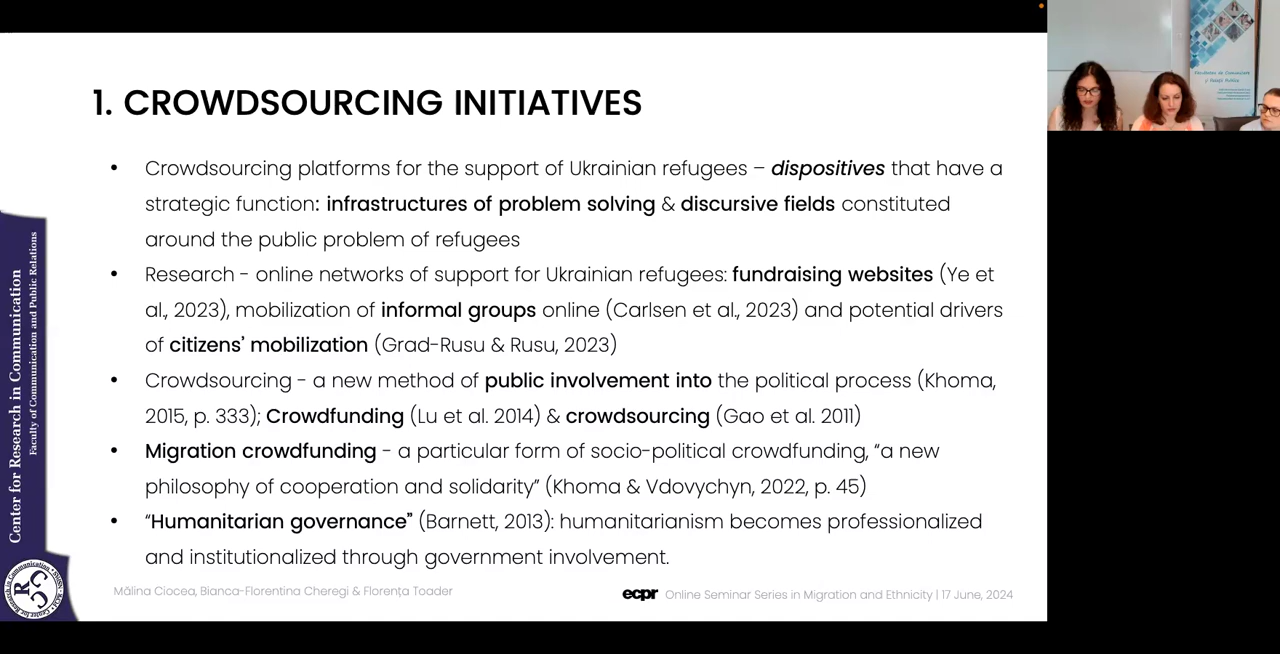 1. CROWDSOURCING INITIATIVES
• Crowdsourcing platforms for the support of Ukrainian refugees – dispositives that have a
strategic function: infrastructures of problem solving & discursive fields constituted
around the public problem of refugees
• Research - online networks of support for Ukrainian refugees: fundraising websites (Ye et
al., 2023), mobilization of informal groups online (Carlsen et al., 2023) and potential drivers
of citizens’ mobilization (Grad-Rusu & Rusu, 2023)
• Crowdsourcing - a new method of public involvement into the political process (Khoma,
2015, p. 333); Crowdfunding (Lu et al. 2014) & crowdsourcing (Gao et al. 2011)
• Migration crowdfunding - a particular form of socio-political crowdfunding, “a new
philosophy of cooperation and solidarity” (Khoma & Vdovychyn, 2022, p. 45)
• “Humanitarian governance” (Barnett, 2013): humanitarianism becomes professionalized
and institutionalized through government involvement.
Mălina Ciocea, Bianca-Florentina Cheregi & Florența Toader
ecpr Online Seminar Series in Migration and Ethnicity | 17 June, 2024
Center for Research in Communication
Faculty of Communication and Public Relations